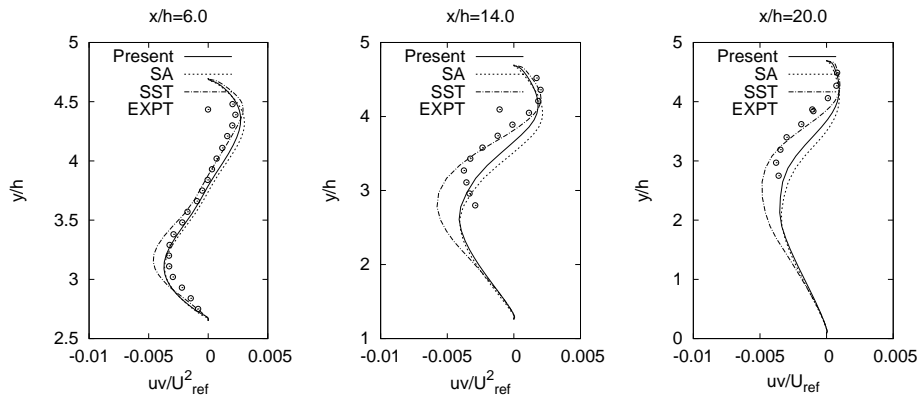 x/h=6.0
Present
SA
SST
EXPT
5
4.5
4
3.5
3
2.5
y/h
-0.01
-0.005
0
0.005
uv/U²ref
x/h=14.0
Present
SA
SST
EXPT
5
4
3
2
1
y/h
-0.01
-0.005
0
0.005
uv/U²ref
x/h=20.0
Present
SA
SST
EXPT
5
4
3
2
1
0
y/h
-0.01
-0.005
0
0.005
uv/Uref